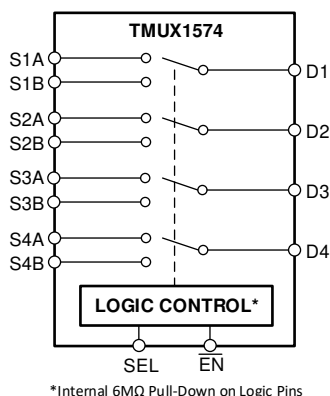 TMUX1574
S1A
D1
S1B
S2A
D2
S2B
S3A
D3
S3B
S4A
D4
S4B
LOGIC CONTROL*
SEL
EN
*Internal 6MΩ Pull-Down on Logic Pins